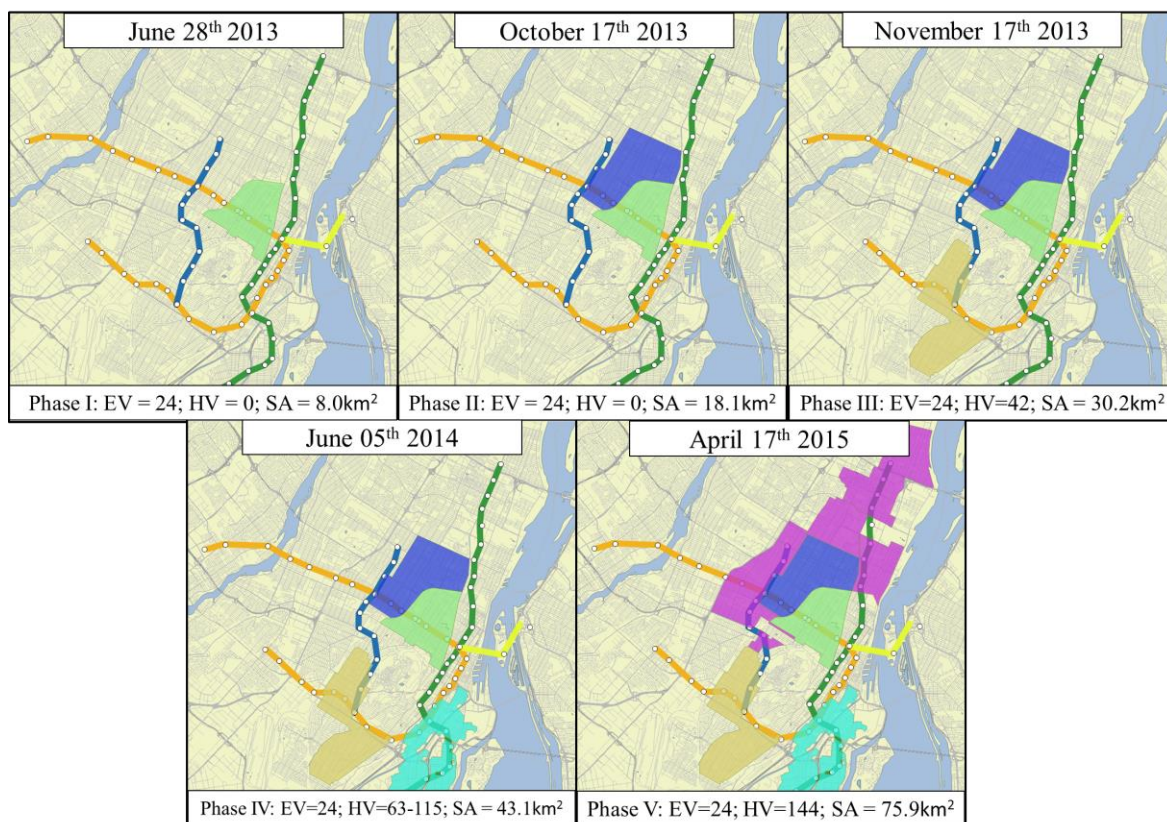 June 28th 2013
October 17th 2013
November 17th 2013
Phase I: EV = 24; HV = 0; SA = 8.0km²
Phase II: EV = 24; HV = 0; SA = 18.1km²
Phase III: EV=24; HV=42; SA = 30.2km²
June 05th 2014
April 17th 2015
Phase IV: EV=24; HV=63-115; SA = 43.1km²
Phase V: EV=24; HV=144; SA = 75.9km²